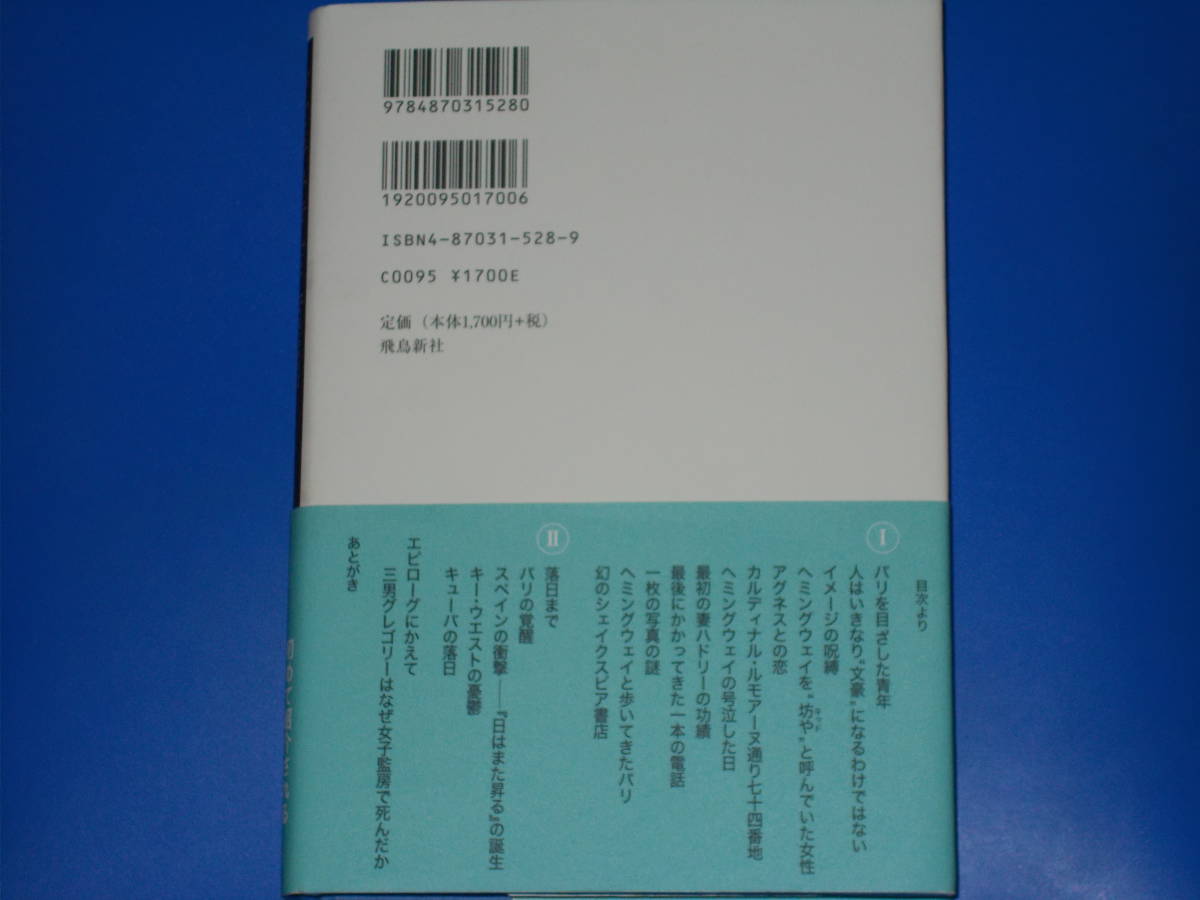 9784870315280
1920095017006
ISBN4-87031-528-9
C0095 ¥1700E
定価（本体1,700円+税）
飛鳥新社
目次より
Ⅰ
パリを目ざした青年
人はいきなり〝文豪〟になるわけではない
イメージの呪縛
ヘミングウェイを〝坊や〟と呼んでいた女性
キッド
アグネスとの恋
カルディナル・ルモアーヌ通り七十四番地
ヘミングウェイの号泣した日
最初の妻ハドリーの功績
最後にかかってきた一本の電話
一枚の写真の謎
ヘミングウェイと歩いてきたパリ
幻のシェイクスピア書店
Ⅱ
落日まで
パリの覚醒
スペインの衝撃――『日はまた昇る』の誕生
キー・ウエストの憂鬱
キューバの落日
エピローグにかえて
三男グレゴリーはなぜ女子監房で死んだか
あとがき